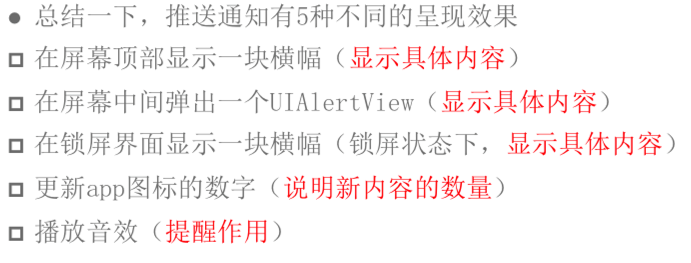 ● 总结一下，推送通知有5种不同的呈现效果
在屏幕顶部显示一块横幅（显示具体内容）
在屏幕中间弹出一个UIAlertView（显示具体内容）
在锁屏界面显示一块横幅（锁屏状态下，显示具体内容）
更新app图标的数字（说明新内容的数量）
播放音效（提醒作用）